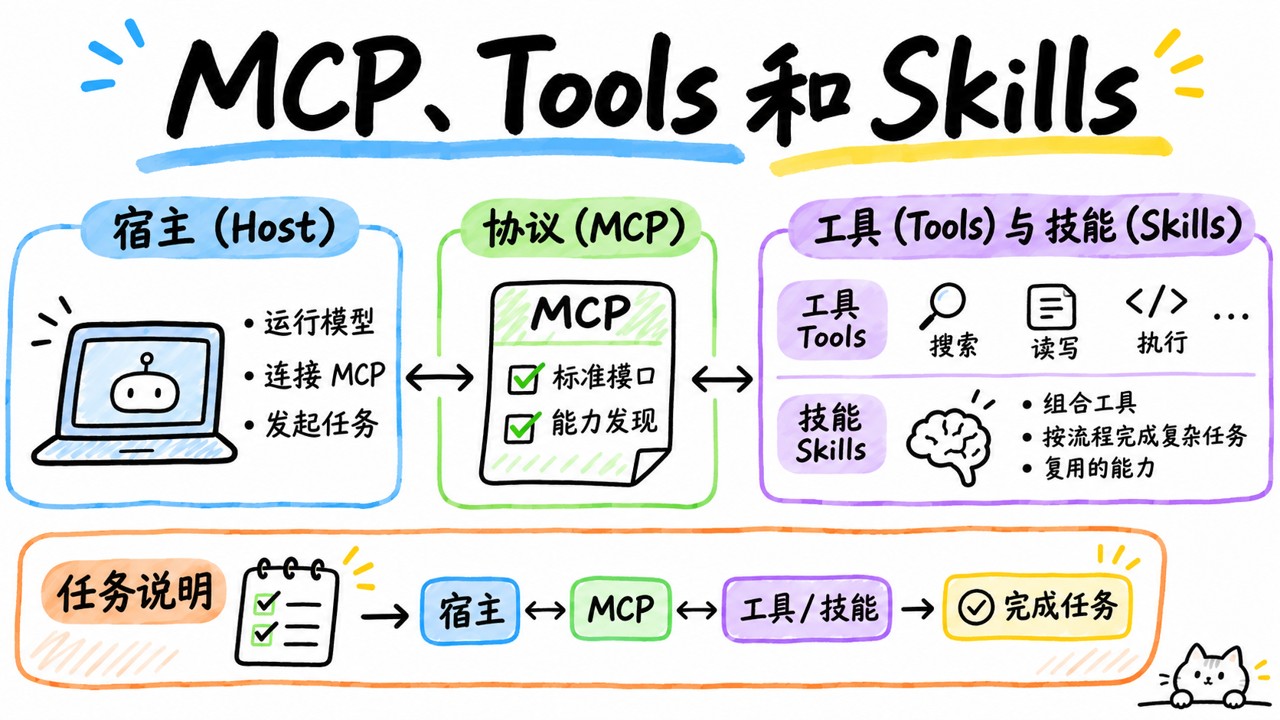 MCP、Tools 和 Skills
宿主 (Host)
运行模型
连接 MCP
发起任务
协议 (MCP)
MCP
标准接口
能力发现
工具 (Tools) 与 技能 (Skills)
工具
Tools
搜索
读写
执行
...
技能
Skills
组合工具
按流程完成复杂任务
复用的能力
任务说明
宿主
MCP
工具 / 技能
完成任务